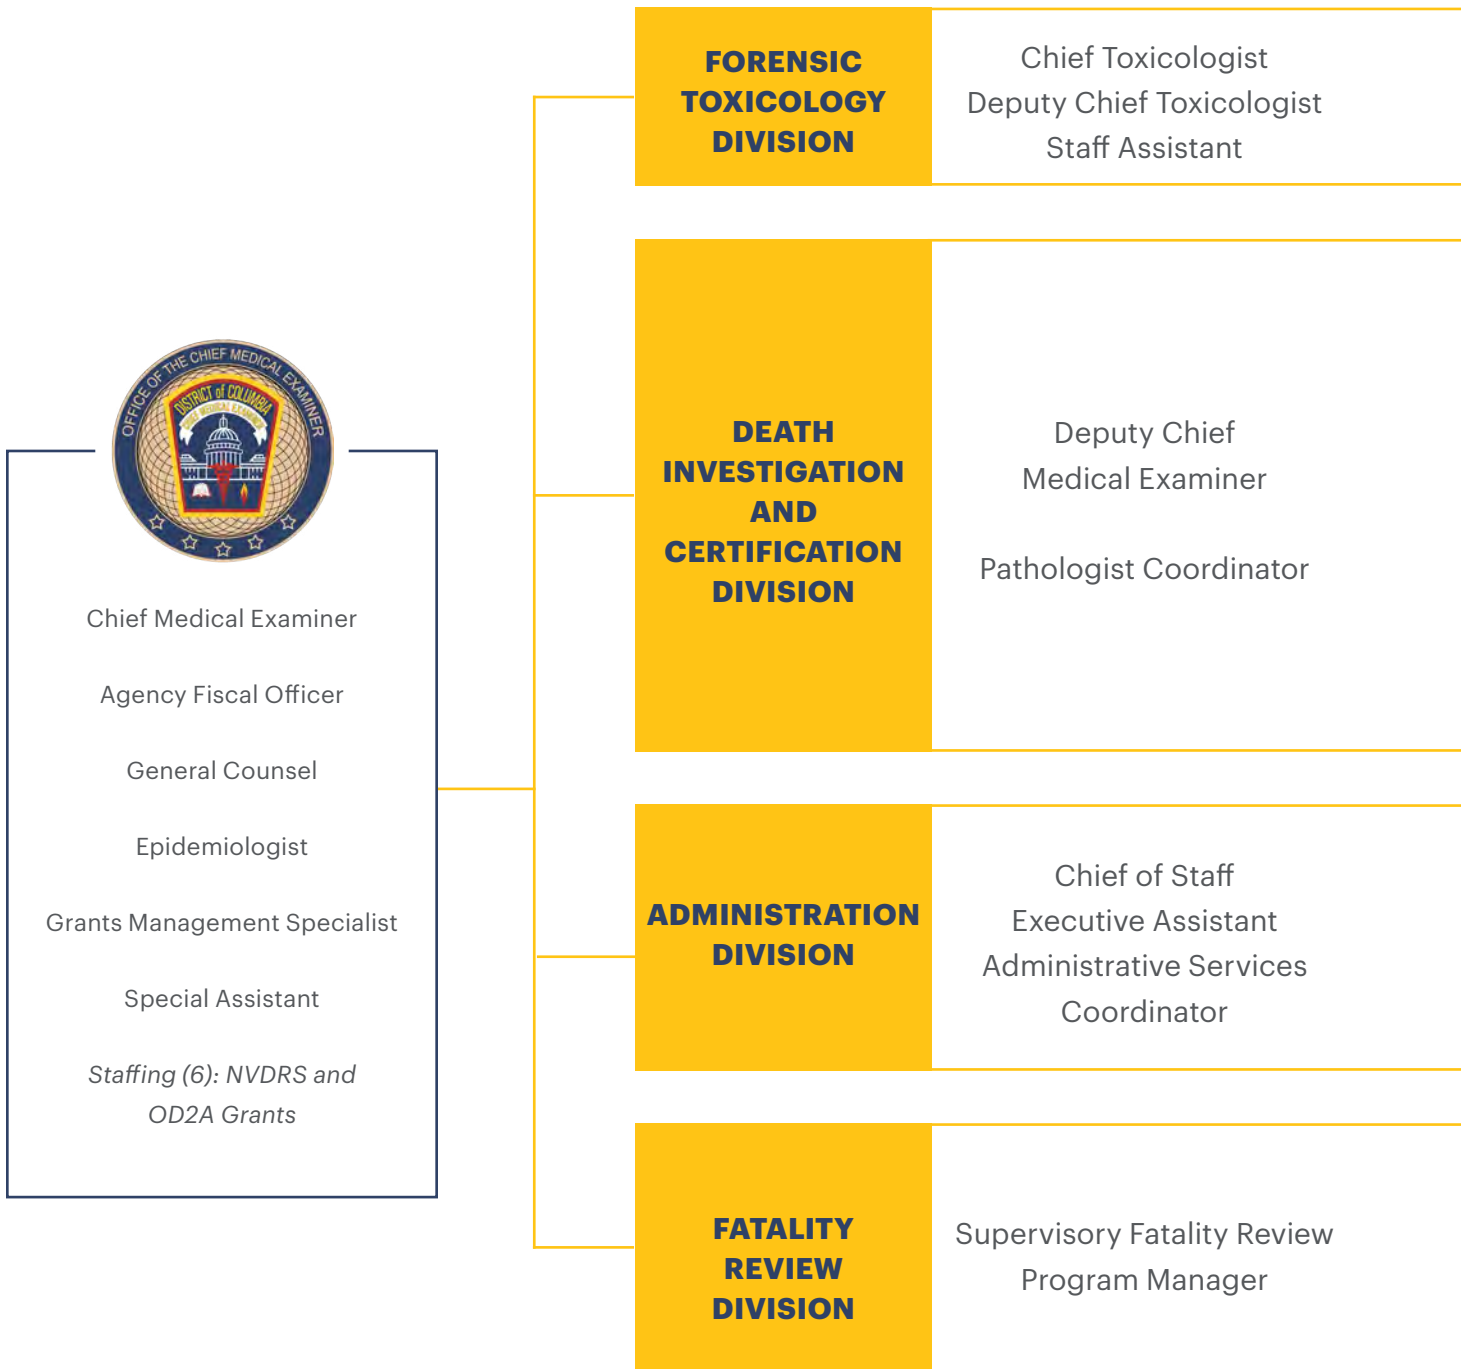 OFFICE OF THE CHIEF MEDICAL EXAMINER
DISTRICT of COLUMBIA
CHIEF MEDICAL EXAMINER
Chief Medical Examiner
Agency Fiscal Officer
General Counsel
Epidemiologist
Grants Management Specialist
Special Assistant
Staffing (6): NVDRS and
OD2A Grants
FORENSIC
TOXICOLOGY
DIVISION
Chief Toxicologist
Deputy Chief Toxicologist
Staff Assistant
DEATH
INVESTIGATION
AND
CERTIFICATION
DIVISION
Deputy Chief
Medical Examiner
Pathologist Coordinator
ADMINISTRATION
DIVISION
Chief of Staff
Executive Assistant
Administrative Services
Coordinator
FATALITY
REVIEW
DIVISION
Supervisory Fatality Review
Program Manager